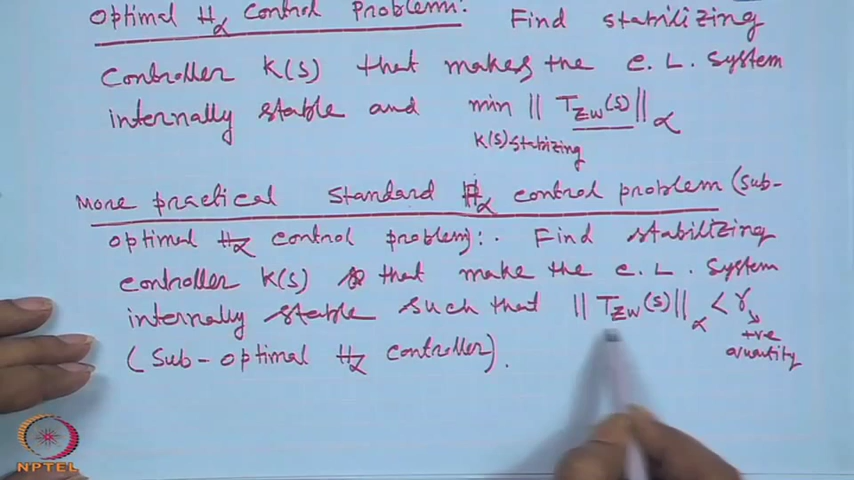 Optimal H∝ Control Problem: Find stabilizing
Controller K(s) that makes the C.L. System
internally stable and min || Tzw(s) ||∝
K(s) stabizing
More practical Standard H∝ control problem (Sub-
optimal H∝ control problem): Find stabilizing
controller K(s) that make the C.L. System
internally stable such that || Tzw(s) ||∝ < γ
+ve
quantity
(Sub-optimal H∝ controller).
NPTEL